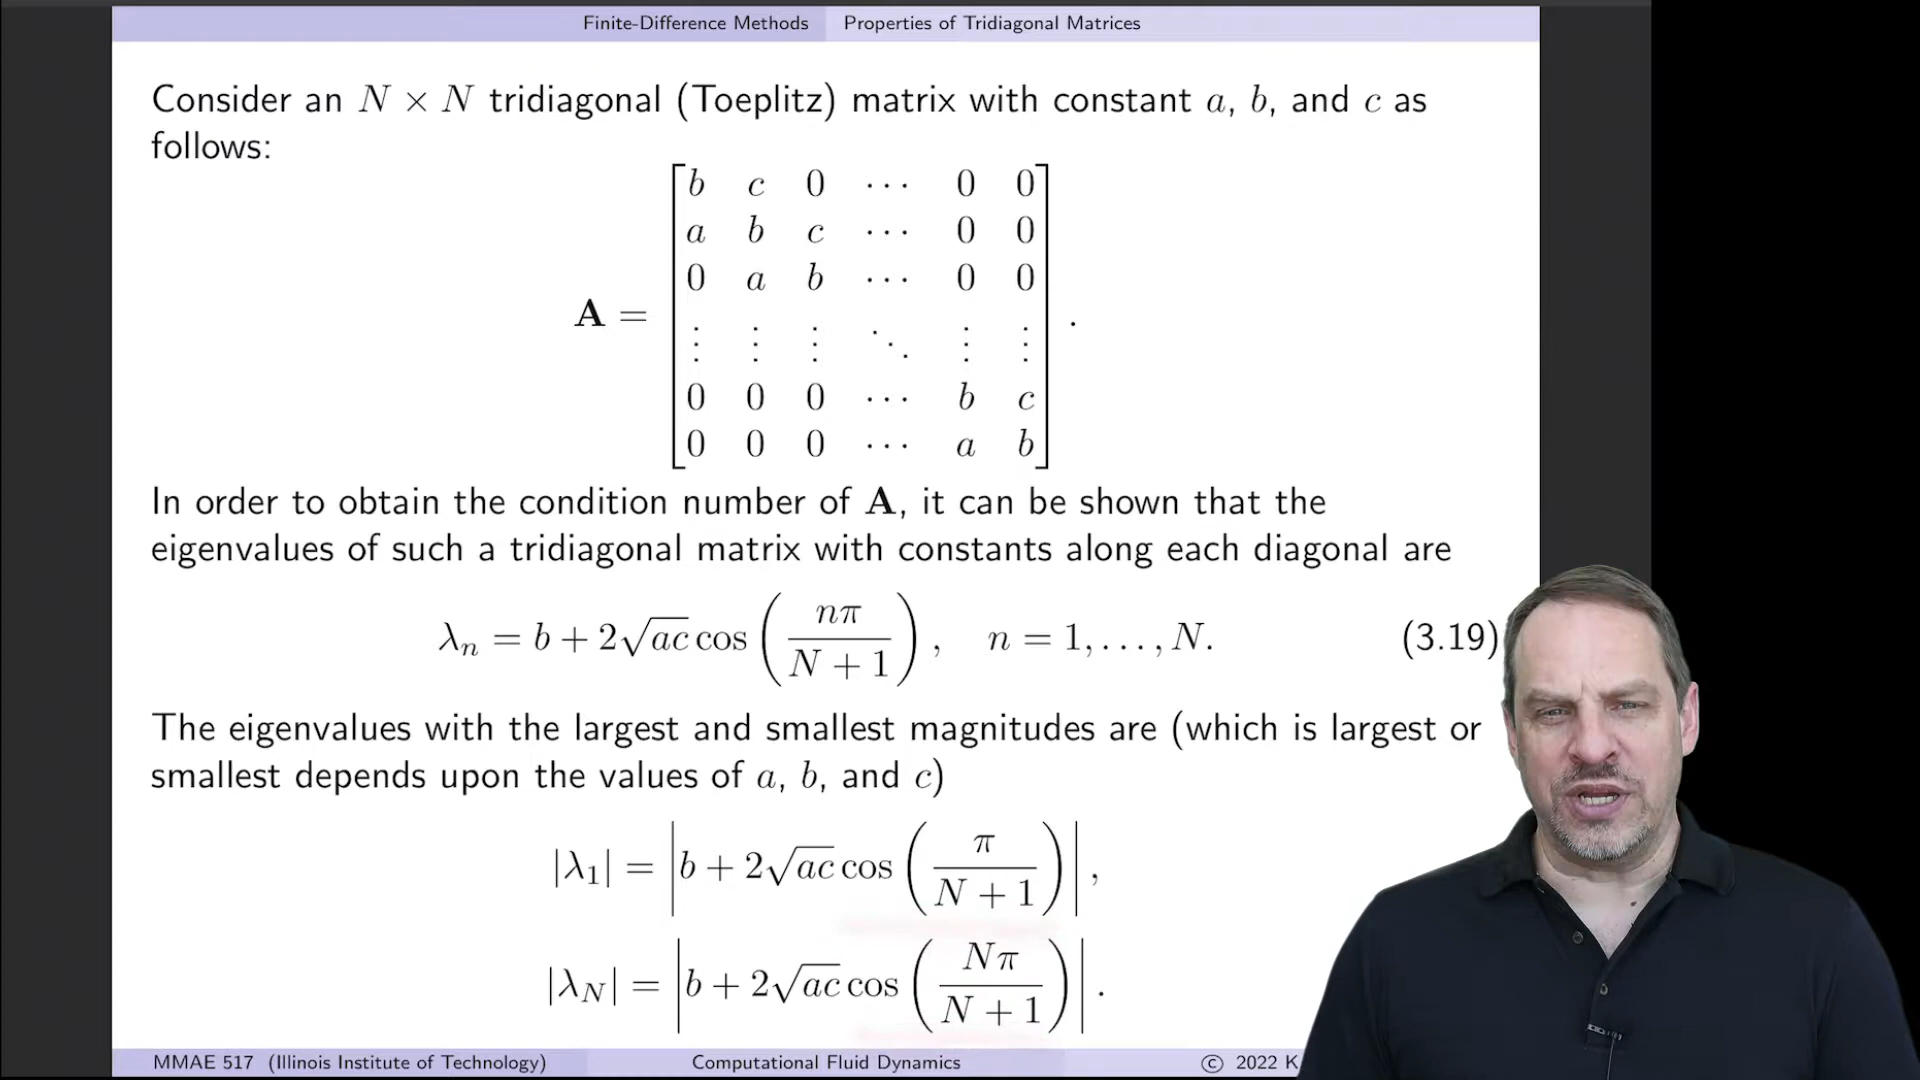 Finite-Difference Methods Properties of Tridiagonal Matrices
Consider an N × N tridiagonal (Toeplitz) matrix with constant a, b, and c as
follows:
b c 0 ··· 0 0
a b c ··· 0 0
0 a b ··· 0 0
A = ⋮ ⋮ ⋮ ⋱ ⋮ ⋮ .
0 0 0 ··· b c
0 0 0 ··· a b
In order to obtain the condition number of A, it can be shown that the
eigenvalues of such a tridiagonal matrix with constants along each diagonal are
λₙ = b + 2√ac cos (nπ / N + 1), n = 1, . . . , N. (3.19)
The eigenvalues with the largest and smallest magnitudes are (which is largest or
smallest depends upon the values of a, b, and c)
|λ₁| = |b + 2√ac cos (π / N + 1)|,
|λ_N| = |b + 2√ac cos (Nπ / N + 1)|.
MMAE 517 (Illinois Institute of Technology) Computational Fluid Dynamics © 2022 K